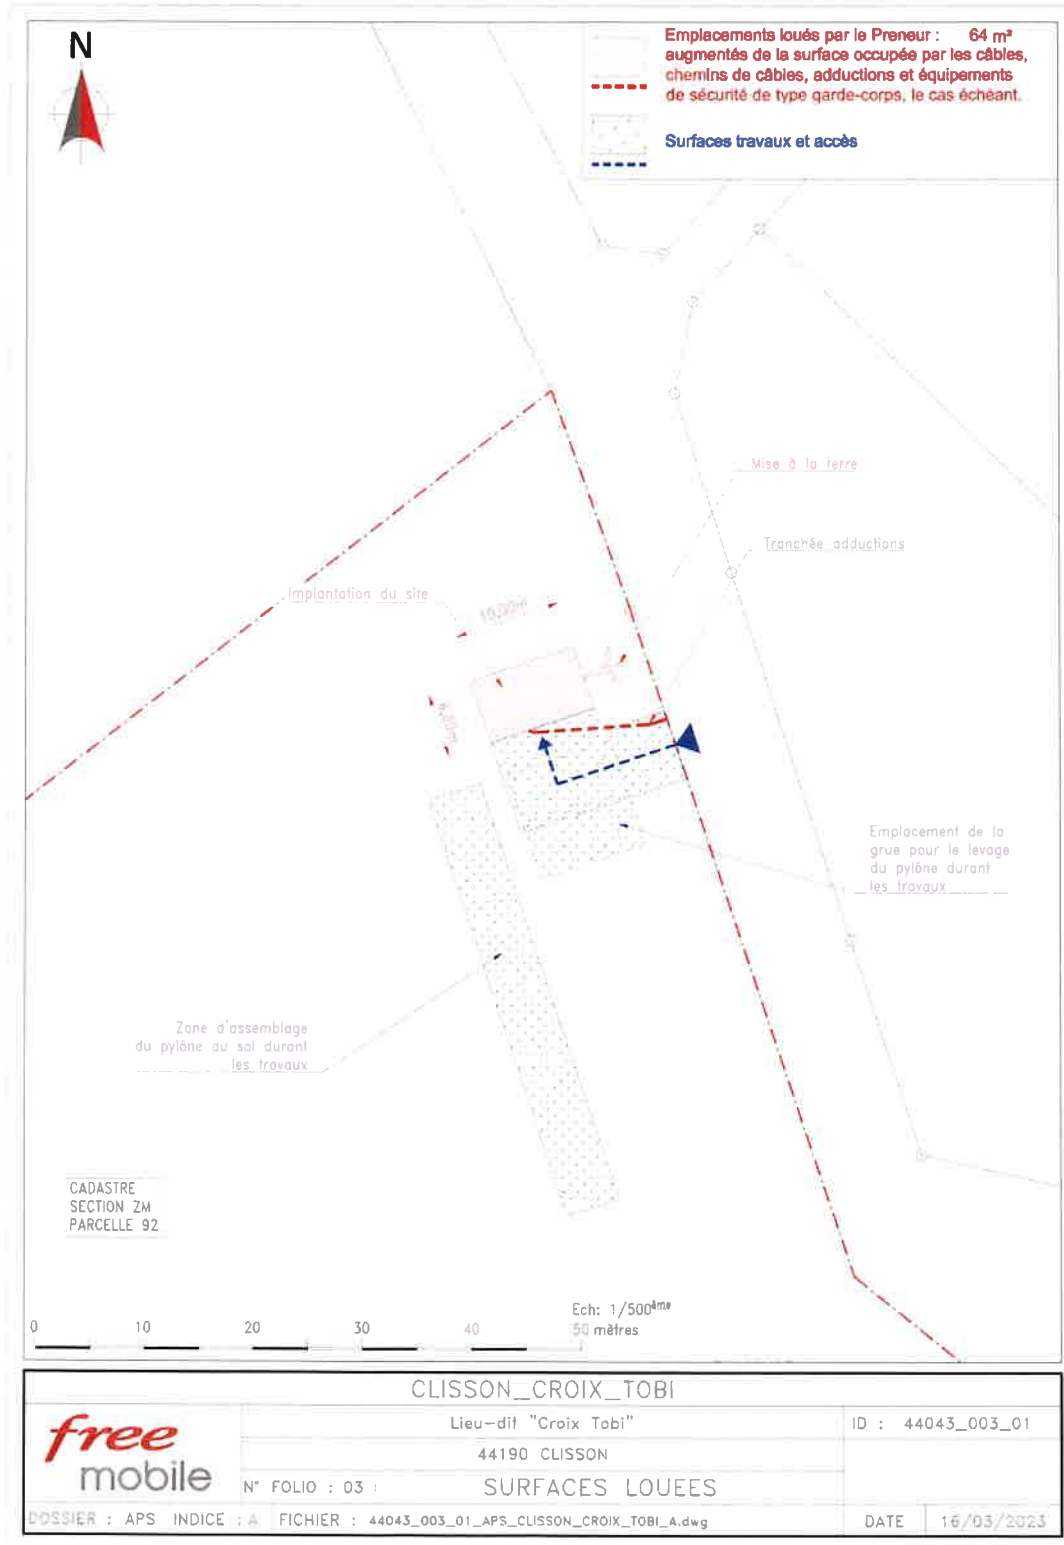 N
Emplacements loués par le Preneur : 64 m²
augmentés de la surface occupée par les câbles,
chemins de câbles, adductions et équipements
de sécurité de type garde-corps, le cas échéant.
Surfaces travaux et accès
Mise à la terre
Tranchée adductions
Implantation du site
10,00m
Emplacement de la
grue pour le levage
du pylône durant
les travaux
Zone d'assemblage
du pylône au sol durant
les travaux
CADASTRE
SECTION ZM
PARCELLE 92
Ech: 1/500ème
0 10 20 30 40 50 mètres
CLISSON_CROIX_TOBI
free
mobile
Lieu-dit "Croix Tobi"
ID : 44043_003_01
44190 CLISSON
N° FOLIO : 03
SURFACES LOUEES
DOSSIER : APS INDICE : A
FICHIER : 44043_003_01_APS_CLISSON_CROIX_TOBI_A.dwg
DATE 16/03/2023